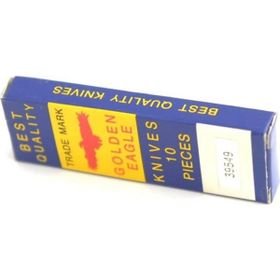 BEST QUALITY KNIVES
BEST
QUALITY
TRADE MARK
GOLDEN
EAGLE
KNIVES
10
PIECES
39549